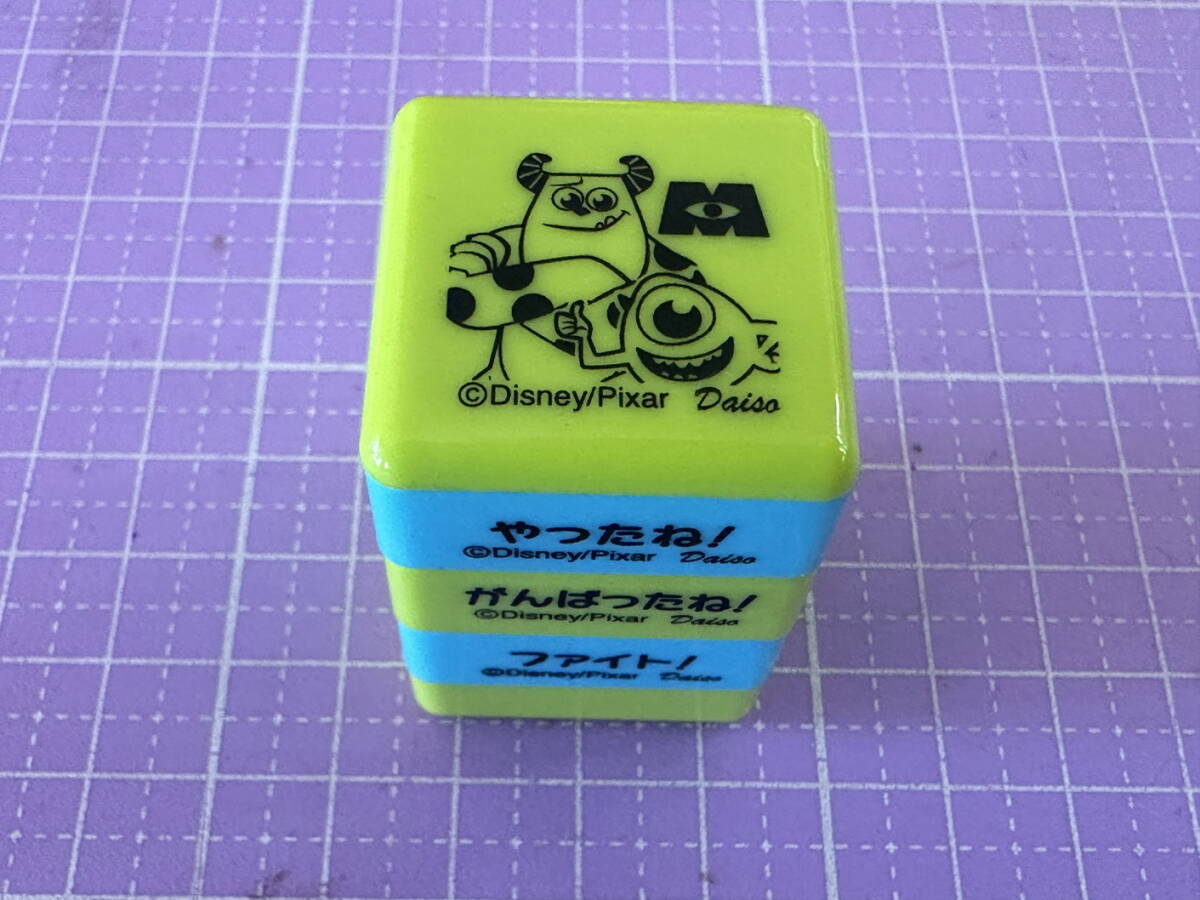 M
©Disney/Pixar Daiso
やったね!
©Disney/Pixar Daiso
がんばったね!
©Disney/Pixar Daiso
ファイト!
©Disney/Pixar Daiso